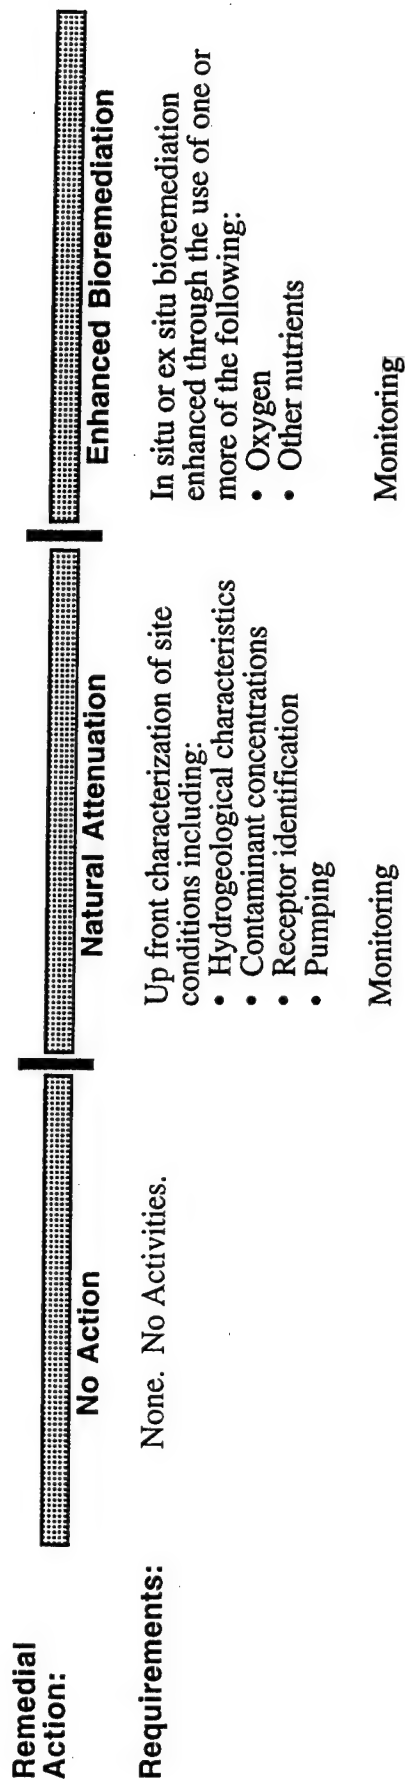 Remedial
Action:
No Action
Natural Attenuation
Enhanced Bioremediation
Requirements:
None. No Activities.
Up front characterization of site
conditions including:
• Hydrogeological characteristics
• Contaminant concentrations
• Receptor identification
• Pumping
Monitoring
In situ or ex situ bioremediation
enhanced through the use of one or
more of the following:
• Oxygen
• Other nutrients
Monitoring